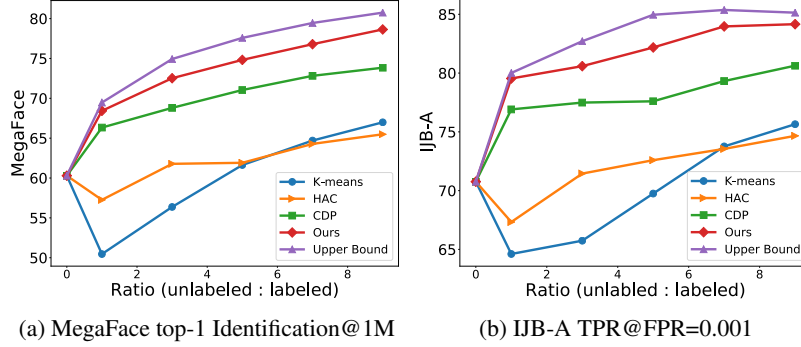 80
75
70
65
60
55
50
MegaFace
0
2
4
6
8
Ratio (unlabeled : labeled)
K-means
HAC
CDP
Ours
Upper Bound
(a) MegaFace top-1 Identification@1M
85
80
75
70
65
IJB-A
0
2
4
6
8
Ratio (unlabeled : labeled)
K-means
HAC
CDP
Ours
Upper Bound
(b) IJB-A TPR@FPR=0.001